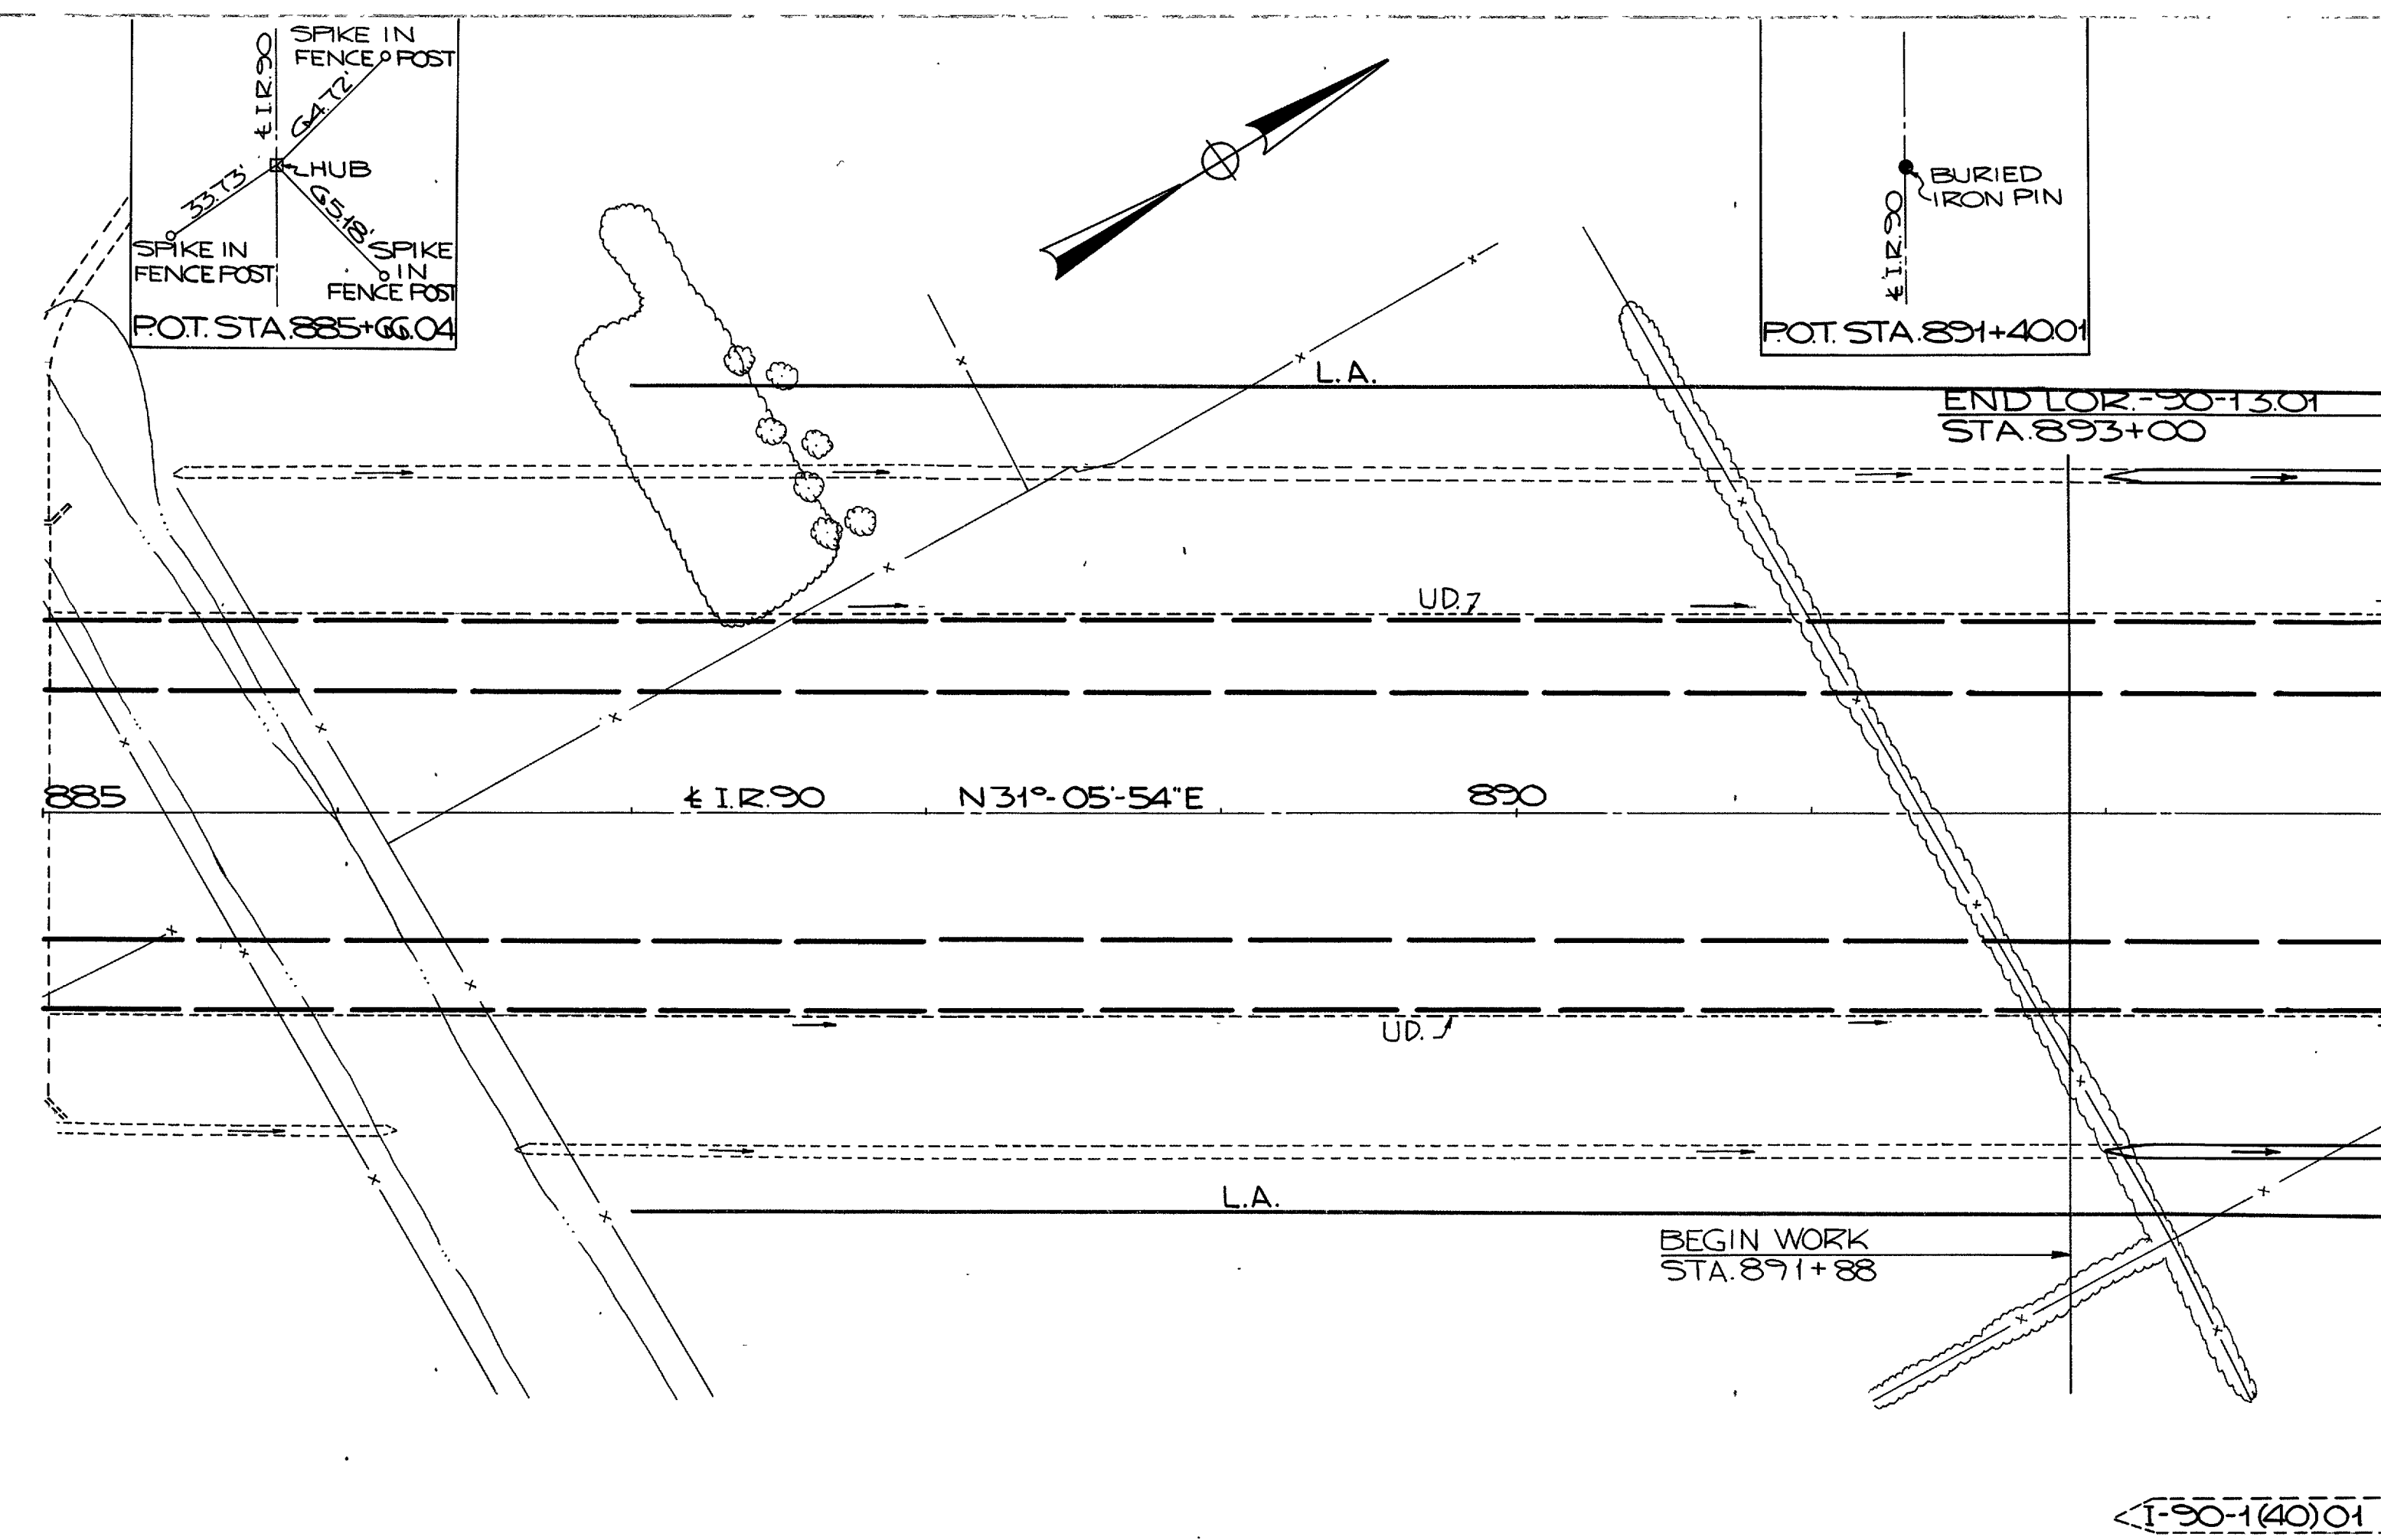 ℄ I.R.90
SPIKE IN
FENCE POST
64.72'
HUB
33.73'
65.18'
SPIKE IN
FENCE POST
SPIKE
IN
FENCE POST
P.O.T. STA.885+66.04
BURIED
IRON PIN
℄ I.R.90
P.O.T. STA.891+40.01
L.A.
END LOR.-90-13.01
STA.893+00
UD.
885
℄ I.R.90
N31°-05'-54"E
890
UD.
L.A.
BEGIN WORK
STA.891+88
I-90-1(40)01